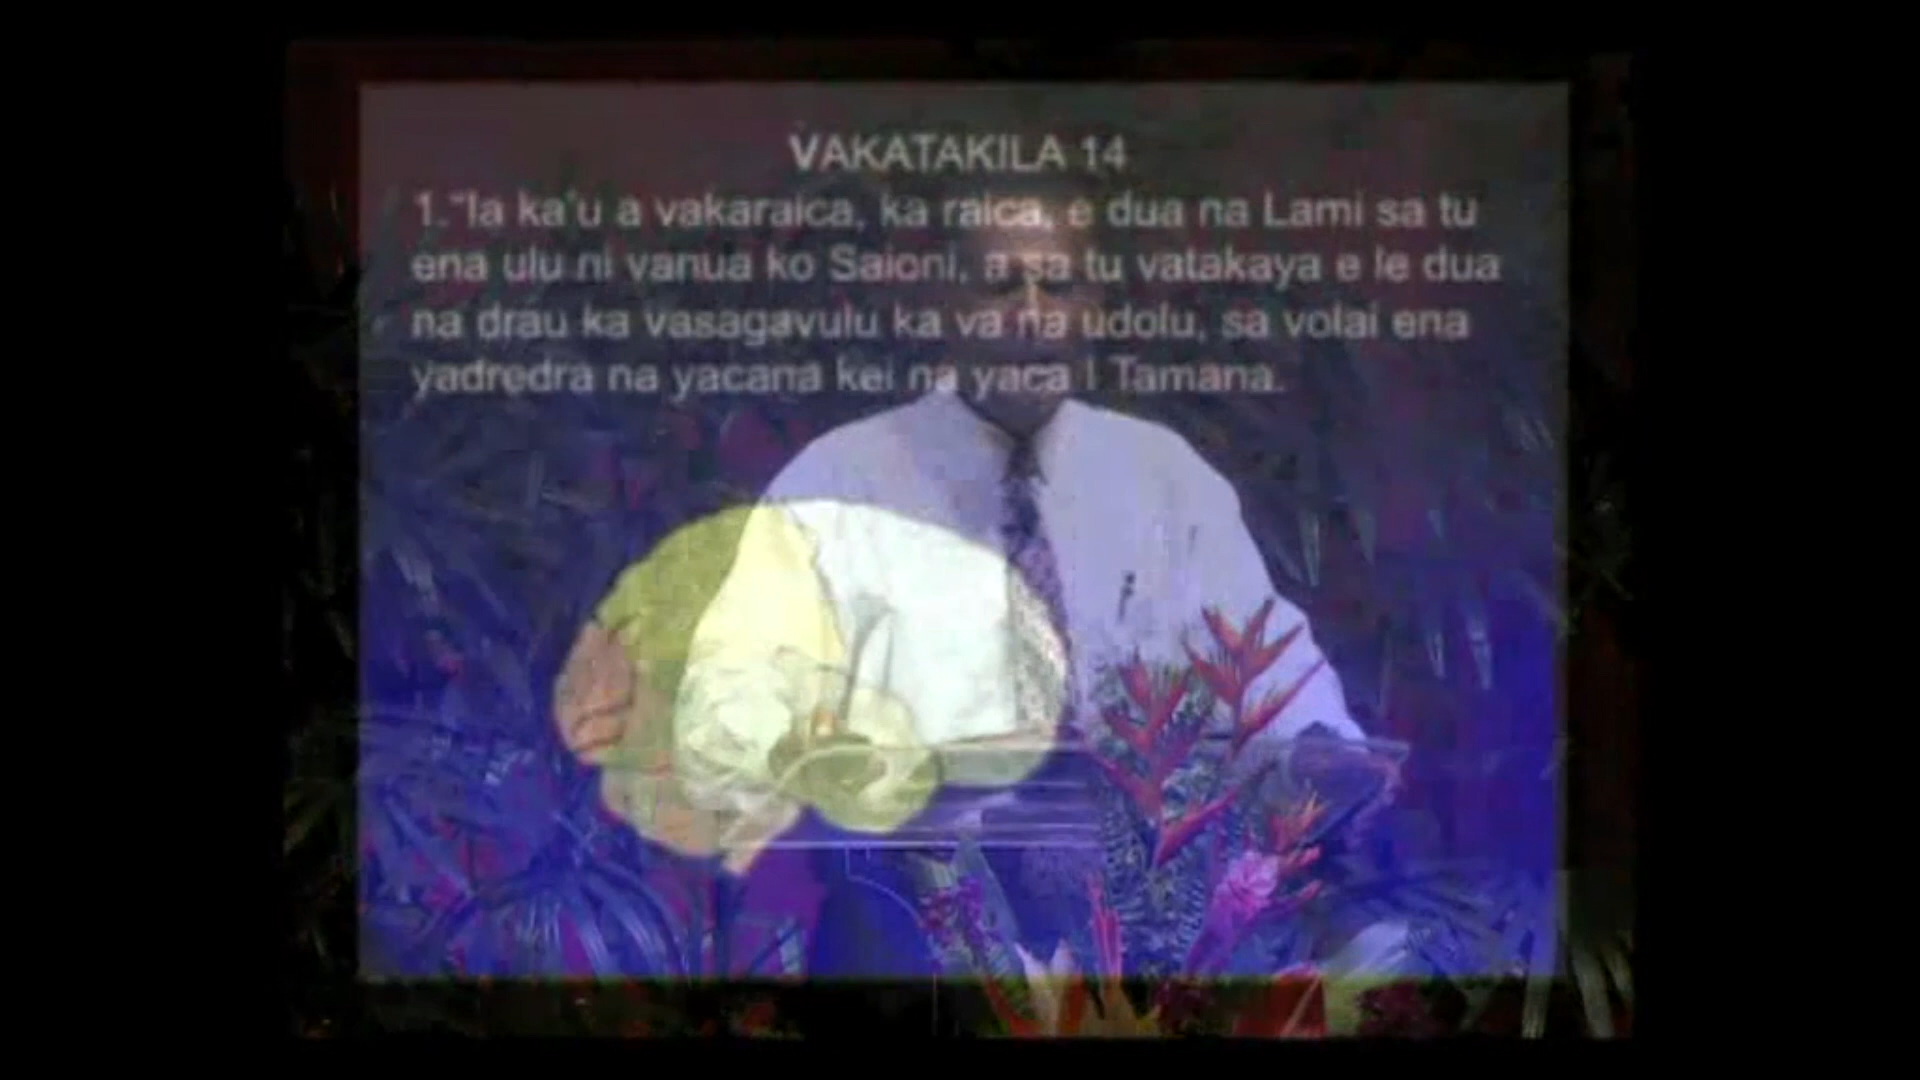 VAKATAKILA 14
1."Ia ka'u a vakaraica, ka raica, e dua na Lami sa tu
ena ulu ni vanua ko Saioni, a sa tu vatakaya e le dua
na drau ka vasagavulu ka va na udolu, sa volai ena
yadredra na yacana kei na yaca I Tamana.